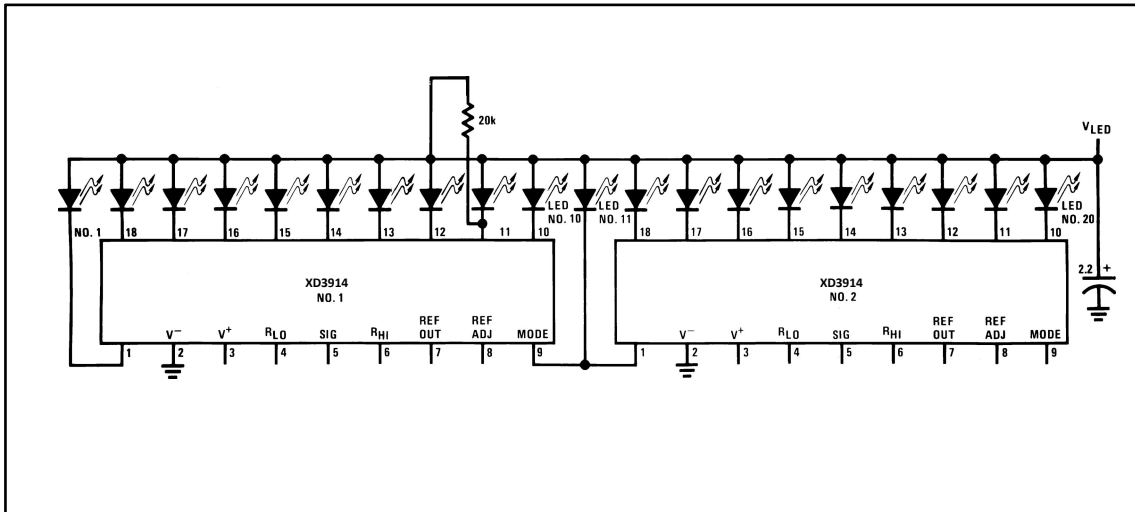 20k
V LED
NO. 1
LED NO. 10
LED NO. 11
LED NO. 20
18 17 16 15 14 13 12 11 10
18 17 16 15 14 13 12 11 10
2.2 +
XD3914
NO. 1
XD3914
NO. 2
V− V+ RLO SIG RHI REF OUT REF ADJ MODE
V− V+ RLO SIG RHI REF OUT REF ADJ MODE
1 2 3 4 5 6 7 8 9
1 2 3 4 5 6 7 8 9